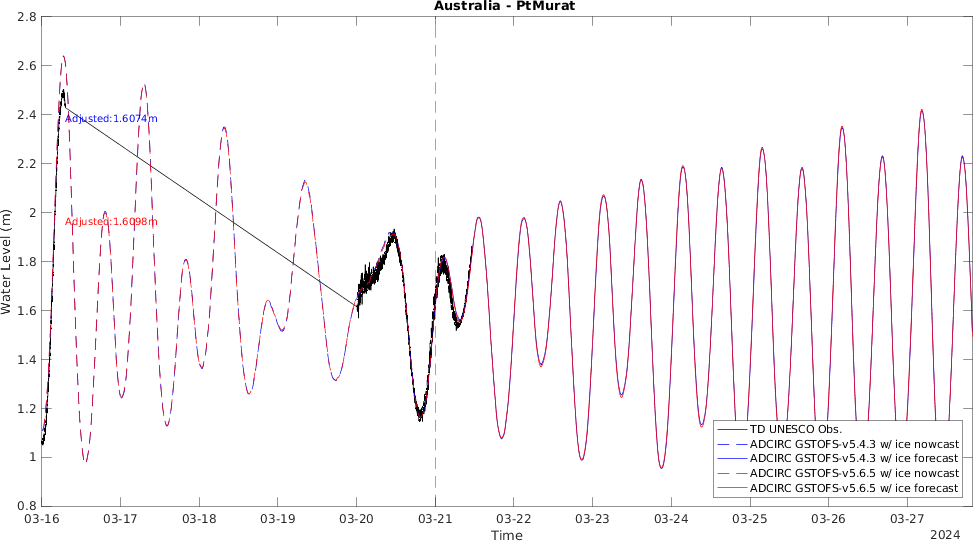 Australia - PtMurat
Water Level (m)
2.8
2.6
2.4
2.2
2
1.8
1.6
1.4
1.2
1
0.8
Adjusted:1.6074m
Adjusted:1.6098m
TD UNESCO Obs.
ADCIRC GSTOFS-v5.4.3 w/ ice nowcast
ADCIRC GSTOFS-v5.4.3 w/ ice forecast
ADCIRC GSTOFS-v5.6.5 w/ ice nowcast
ADCIRC GSTOFS-v5.6.5 w/ ice forecast
03-16 03-17 03-18 03-19 03-20 03-21 03-22 03-23 03-24 03-25 03-26 03-27
Time
2024